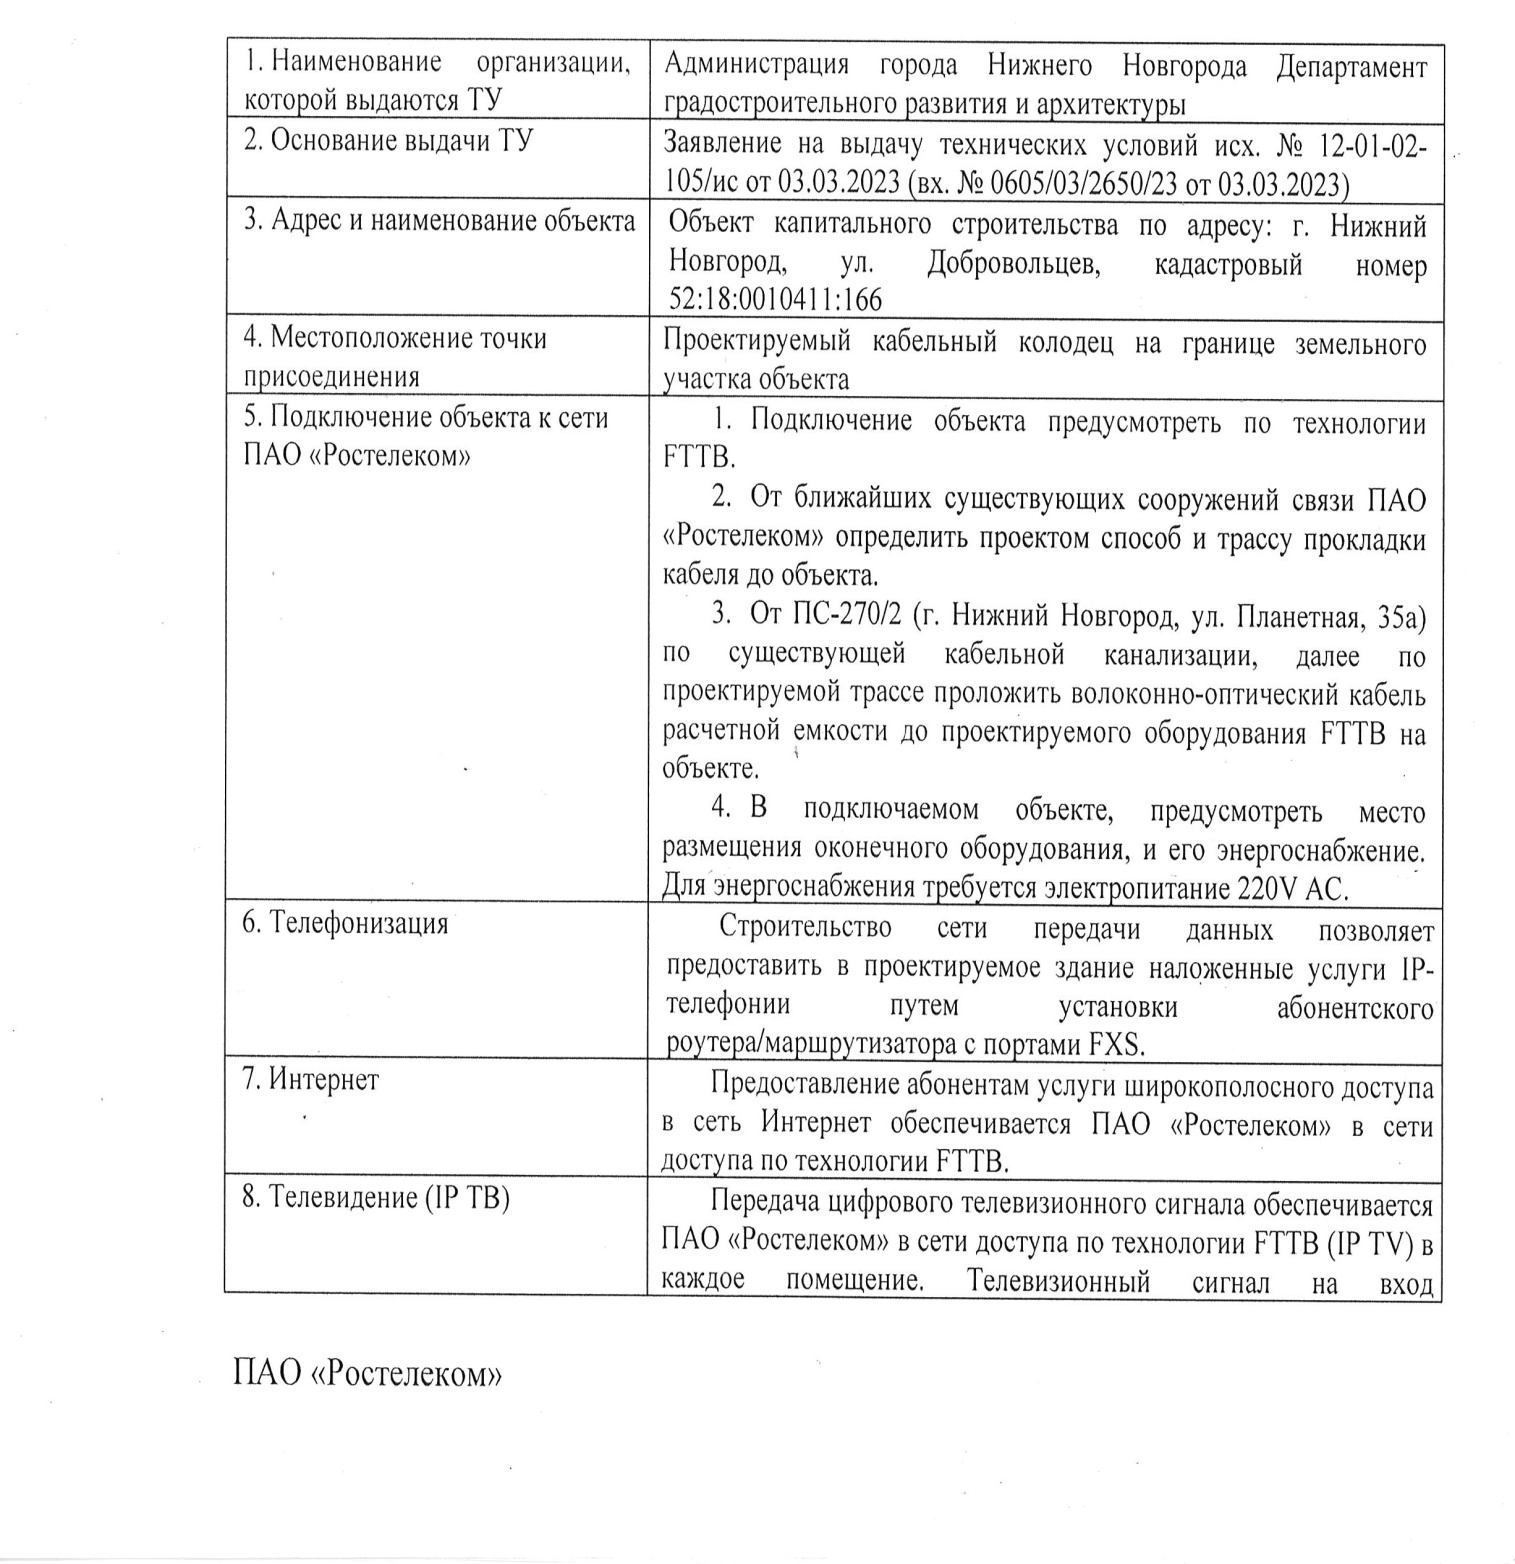 1. Наименование организации,
которой выдаются ТУ
Администрация города Нижнего Новгорода Департамент
градостроительного развития и архитектуры
2. Основание выдачи ТУ
Заявление на выдачу технических условий исх. № 12-01-02-
105/ис от 03.03.2023 (вх. № 0605/03/2650/23 от 03.03.2023)
3. Адрес и наименование объекта
Объект капитального строительства по адресу: г. Нижний
Новгород, ул. Добровольцев, кадастровый номер
52:18:0010411:166
4. Местоположение точки
присоединения
Проектируемый кабельный колодец на границе земельного
участка объекта
5. Подключение объекта к сети
ПАО «Ростелеком»
1. Подключение объекта предусмотреть по технологии
FTTB.
2. От ближайших существующих сооружений связи ПАО
«Ростелеком» определить проектом способ и трассу прокладки
кабеля до объекта.
3. От ПС-270/2 (г. Нижний Новгород, ул. Планетная, 35а)
по существующей кабельной канализации, далее по
проектируемой трассе проложить волоконно-оптический кабель
расчетной емкости до проектируемого оборудования FTTB на
объекте.
4. В подключаемом объекте, предусмотреть место
размещения оконечного оборудования, и его энергоснабжение.
Для энергоснабжения требуется электропитание 220V AC.
6. Телефонизация
Строительство сети передачи данных позволяет
предоставить в проектируемое здание наложенные услуги IP-
телефонии путем установки абонентского
роутера/маршрутизатора с портами FXS.
7. Интернет
Предоставление абонентам услуги широкополосного доступа
в сеть Интернет обеспечивается ПАО «Ростелеком» в сети
доступа по технологии FTTB.
8. Телевидение (IP ТВ)
Передача цифрового телевизионного сигнала обеспечивается
ПАО «Ростелеком» в сети доступа по технологии FTTB (IP TV) в
каждое помещение. Телевизионный сигнал на вход
ПАО «Ростелеком»